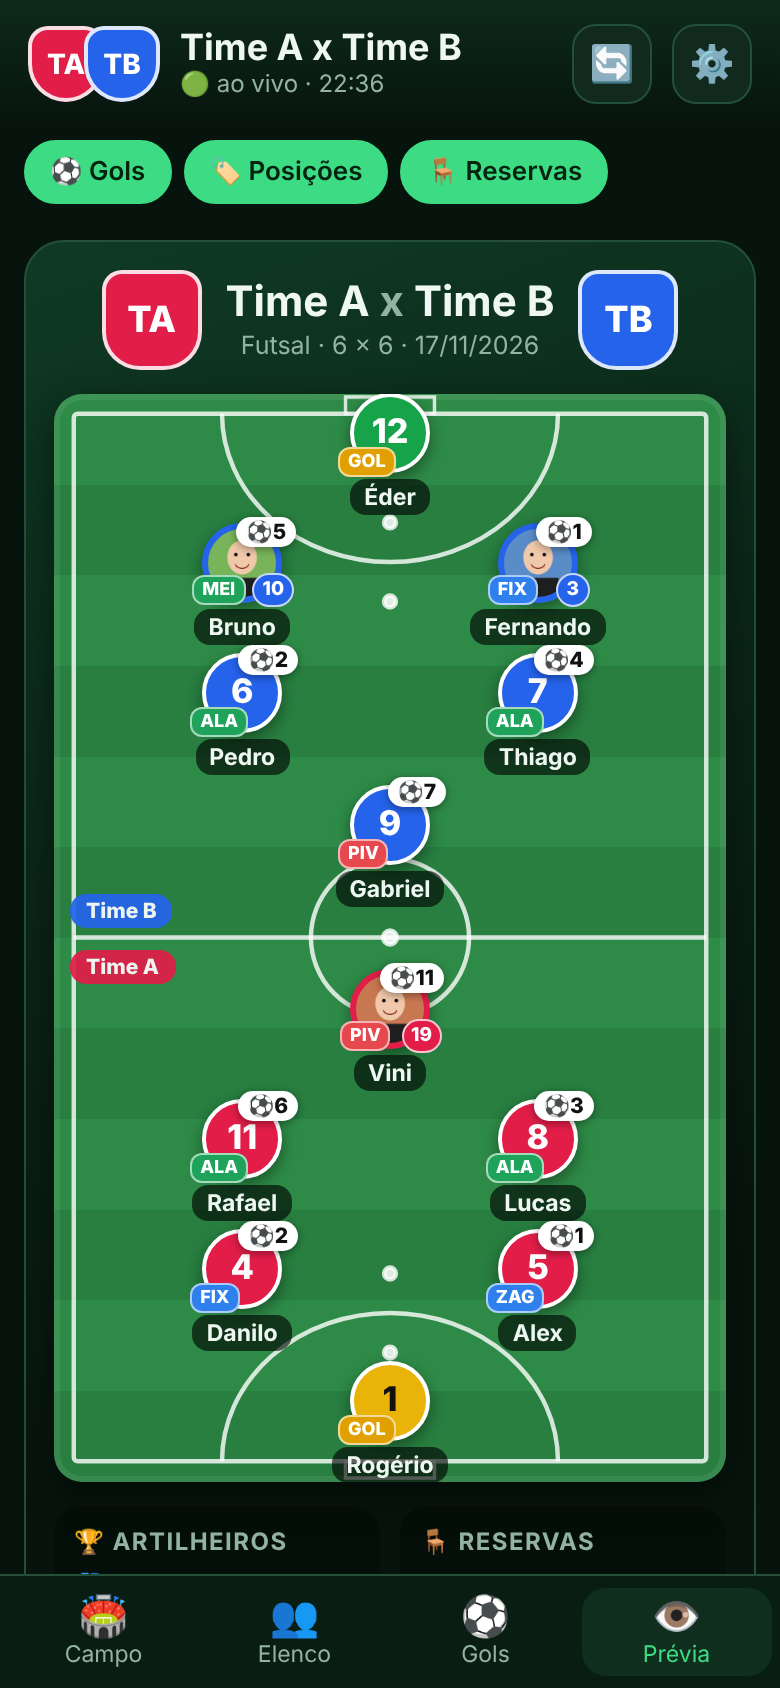 TA TB Time A x Time B
ao vivo · 22:36
Gols Posições Reservas
TA Time A x Time B TB
Futsal · 6 × 6 · 17/11/2026
12
GOL
Éder
5 1
MEI 10 FIX 3
Bruno Fernando
2 4
6 7
ALA ALA
Pedro Thiago
7
9
PIV
Gabriel
Time B
Time A
11
PIV 19
Vini
6 3
11 8
ALA ALA
Rafael Lucas
2 1
4 5
FIX ZAG
Danilo Alex
1
GOL
Rogério
ARTILHEIROS RESERVAS
Campo Elenco Gols Prévia